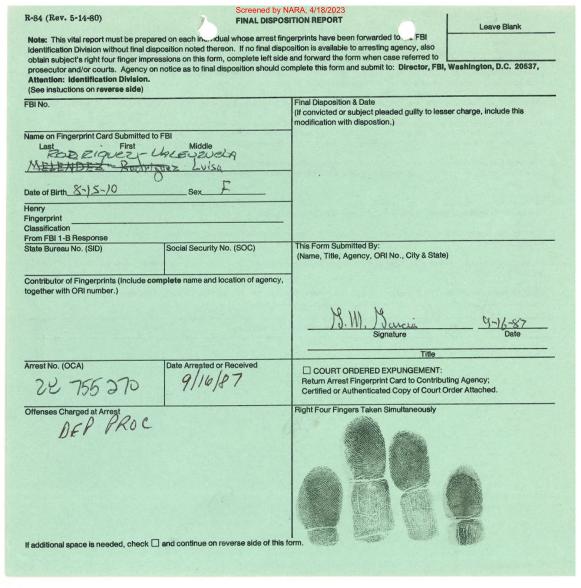 Screened by NARA, 4/18/2023
R-84 (Rev. 5-14-80)
FINAL DISPOSITION REPORT
Leave Blank
Note: This vital report must be prepared on each individual whose arrest fingerprints have been forwarded to the FBI
Identification Division without final disposition noted thereon. If no final disposition is available to arresting agency, also
obtain subject's right four finger impressions on this form, complete left side and forward the form when case referred to
prosecutor and/or courts. Agency on notice as to final disposition should complete this form and submit to: Director, FBI, Washington, D.C. 20537,
Attention: Identification Division.
(See instuctions on reverse side)
FBI No.
Final Disposition & Date
(If convicted or subject pleaded guilty to lesser charge, include this
modification with dispostion.)
Name on Fingerprint Card Submitted to FBI
Last First Middle
RODRIQUEZ-VALENZUELA
MELENDEZ Rodriguez Luisa
Date of Birth 8-15-10 Sex F
Henry
Fingerprint
Classification
From FBI 1-B Response
State Bureau No. (SID)
Social Security No. (SOC)
This Form Submitted By:
(Name, Title, Agency, ORI No., City & State)
Contributor of Fingerprints (Include complete name and location of agency,
together with ORI number.)
G.M. Garcia 9-16-87
Signature Date
Title
Arrest No. (OCA)
22 755 270
Date Arrested or Received
9/16/87
☐ COURT ORDERED EXPUNGEMENT:
Return Arrest Fingerprint Card to Contributing Agency;
Certified or Authenticated Copy of Court Order Attached.
Offenses Charged at Arrest
DEP PROC
Right Four Fingers Taken Simultaneously
If additional space is needed, check ☐ and continue on reverse side of this form.